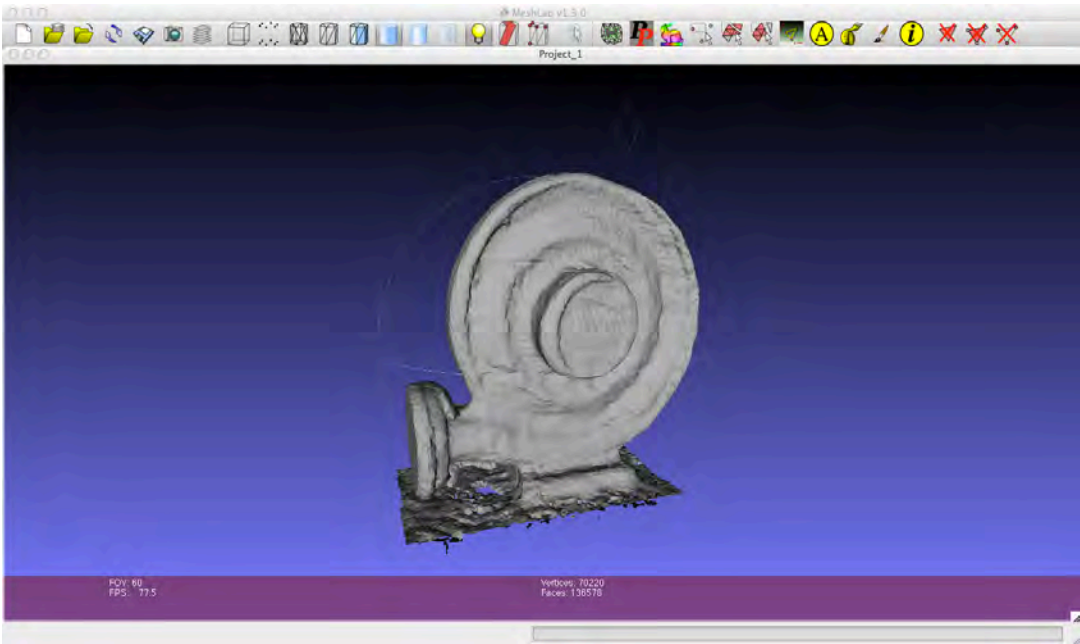 MeshLab v1.3.0
A i
Project_1
FOV: 60
FPS: 77.5
Vertices: 70220
Faces: 136578